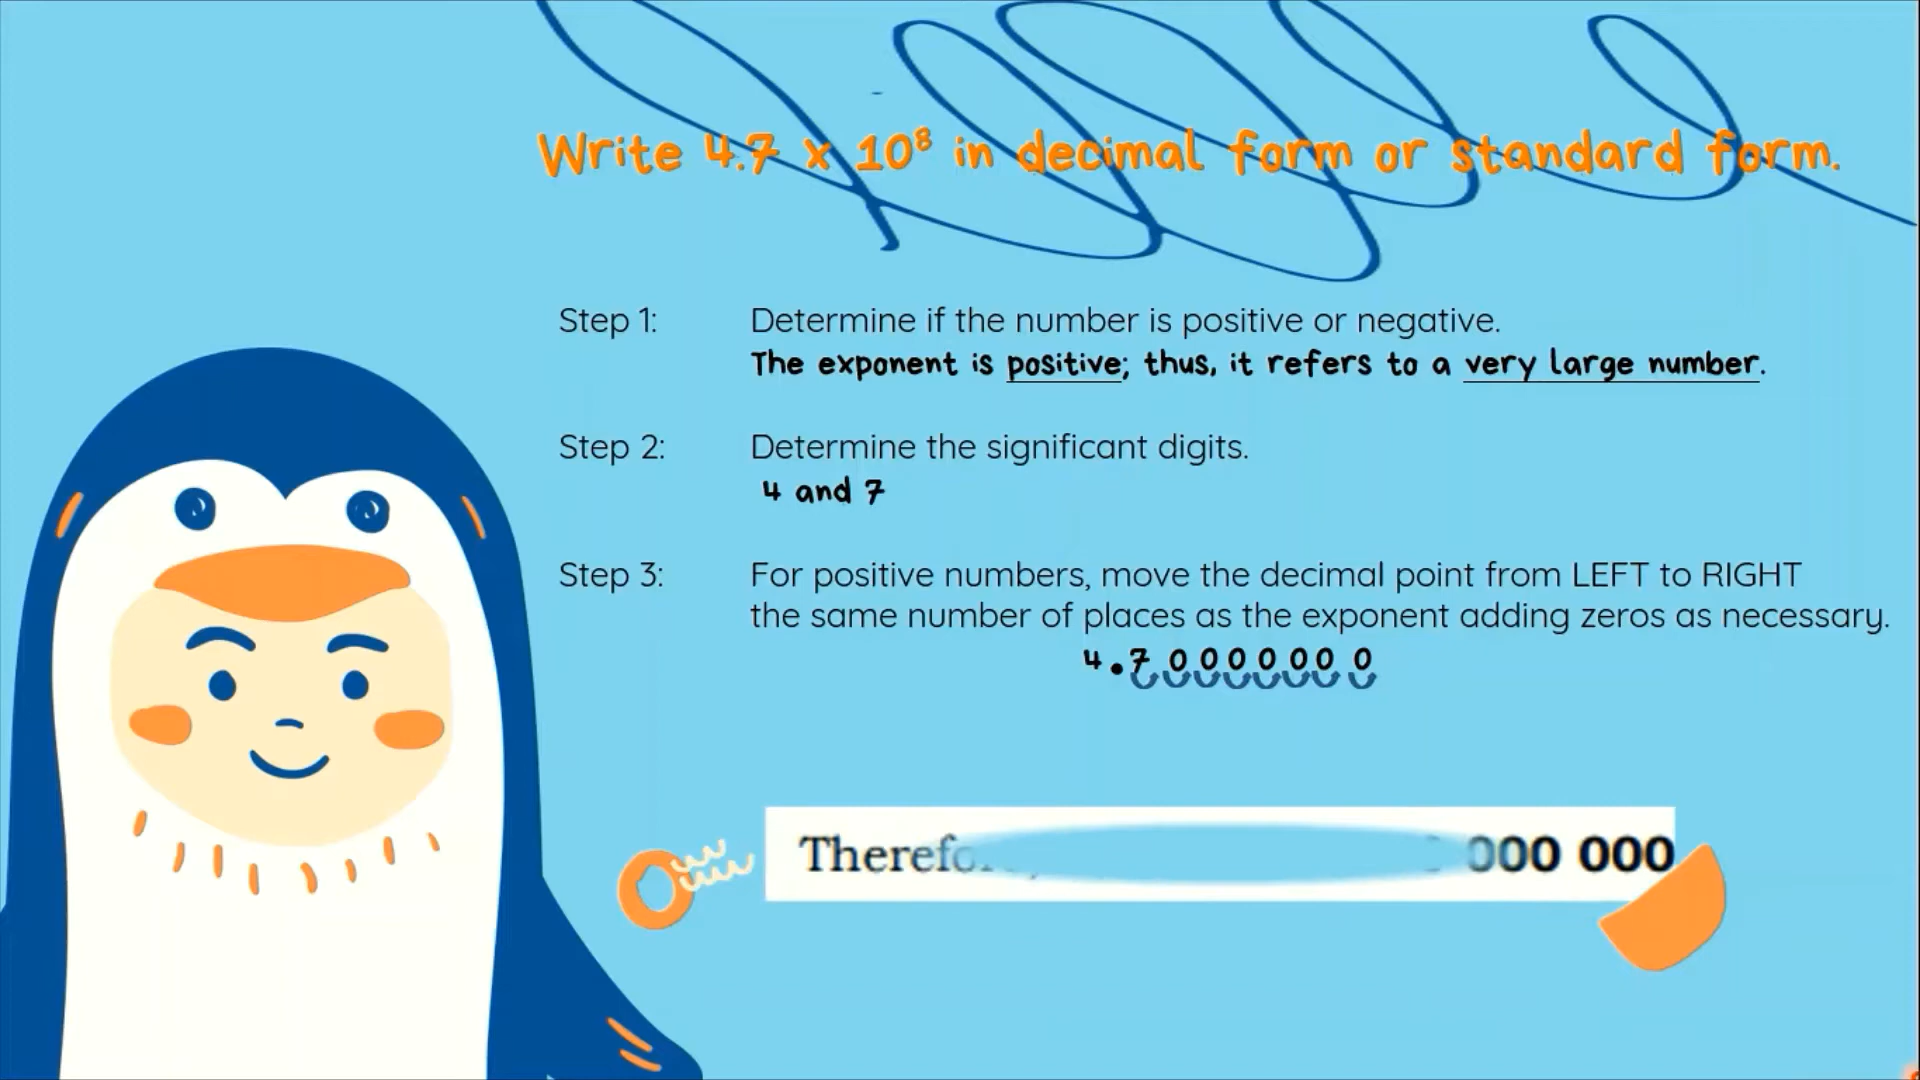 Write 4.7 x 10⁸ in decimal form or standard form.
Step 1: Determine if the number is positive or negative.
The exponent is positive; thus, it refers to a very large number.
Step 2: Determine the significant digits.
4 and 7
Step 3: For positive numbers, move the decimal point from LEFT to RIGHT
the same number of places as the exponent adding zeros as necessary.
4.7 0 0 0 0 0 0 0
000 000